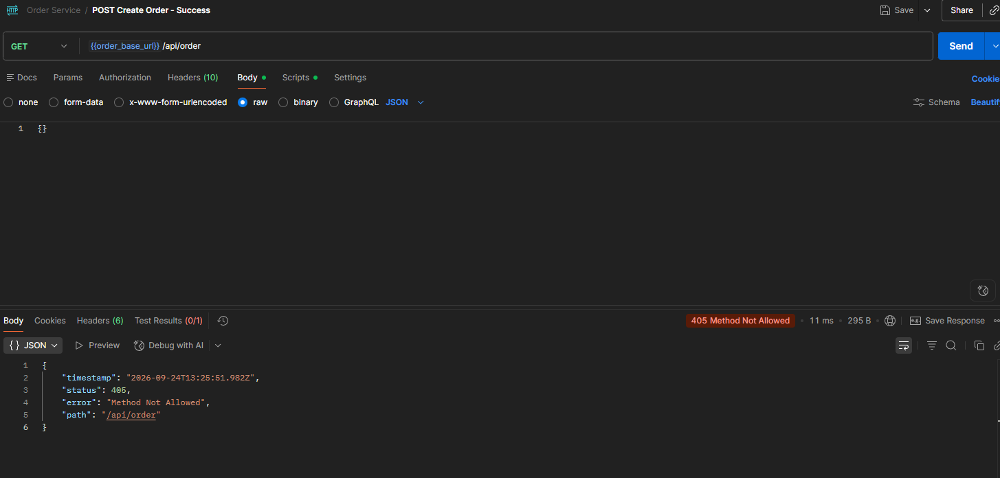 HTTP Order Service / POST Create Order - Success Save Share
GET {{order_base_url}} /api/order Send
Docs Params Authorization Headers (10) Body Scripts Settings Cookie
none form-data x-www-form-urlencoded raw binary GraphQL JSON Schema Beautif
1 {}
Body Cookies Headers (6) Test Results (0/1) 405 Method Not Allowed • 11 ms • 295 B • e.g. Save Response
{} JSON Preview Debug with AI
1 {
2 "timestamp": "2026-09-24T13:25:51.982Z",
3 "status": 405,
4 "error": "Method Not Allowed",
5 "path": "/api/order"
6 }